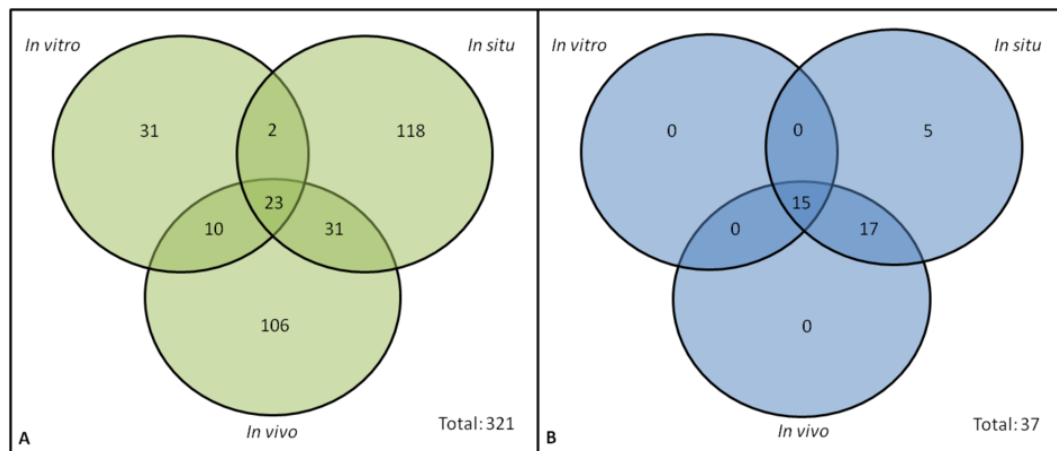 In vitro
In situ
31
2
118
23
10
31
106
A
In vivo
Total: 321
In vitro
In situ
0
0
5
15
0
17
0
B
In vivo
Total: 37